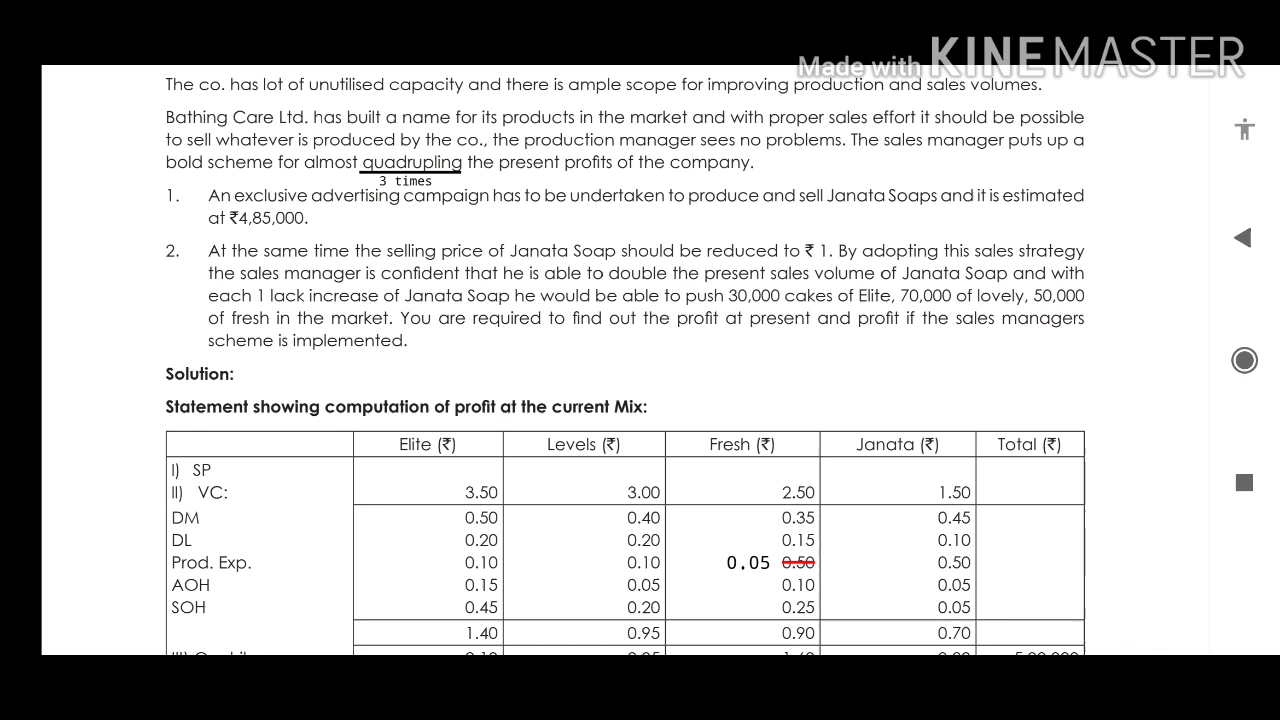 Made with KINEMASTER
The co. has lot of unutilised capacity and there is ample scope for improving production and sales volumes.
Bathing Care Ltd. has built a name for its products in the market and with proper sales effort it should be possible
to sell whatever is produced by the co., the production manager sees no problems. The sales manager puts up a
bold scheme for almost quadrupling the present profits of the company.
3 times
1. An exclusive advertising campaign has to be undertaken to produce and sell Janata Soaps and it is estimated
at ₹4,85,000.
2. At the same time the selling price of Janata Soap should be reduced to ₹ 1. By adopting this sales strategy
the sales manager is confident that he is able to double the present sales volume of Janata Soap and with
each 1 lack increase of Janata Soap he would be able to push 30,000 cakes of Elite, 70,000 of lovely, 50,000
of fresh in the market. You are required to find out the profit at present and profit if the sales managers
scheme is implemented.
Solution:
Statement showing computation of profit at the current Mix:
Elite (₹) Levels (₹) Fresh (₹) Janata (₹) Total (₹)
I) SP
II) VC: 3.50 3.00 2.50 1.50
DM 0.50 0.40 0.35 0.45
DL 0.20 0.20 0.15 0.10
Prod. Exp. 0.10 0.10 0.05 0.50 0.50
AOH 0.15 0.05 0.10 0.05
SOH 0.45 0.20 0.25 0.05
1.40 0.95 0.90 0.70